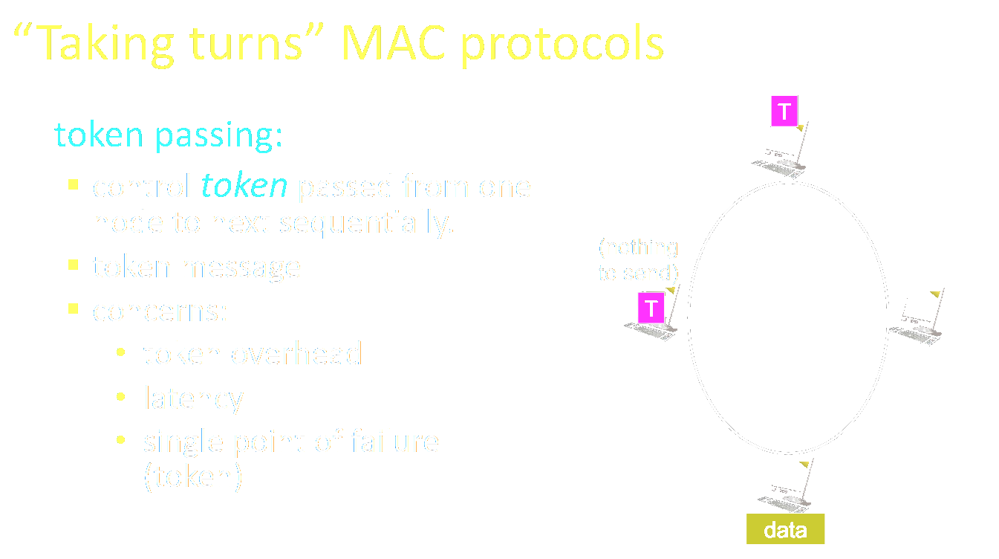 “Taking turns” MAC protocols
token passing:
▪ control token passed from one
node to next sequentially.
▪ token message
▪ concerns:
• token overhead
• latency
• single point of failure
(token)
T
(nothing
to send)
T
data